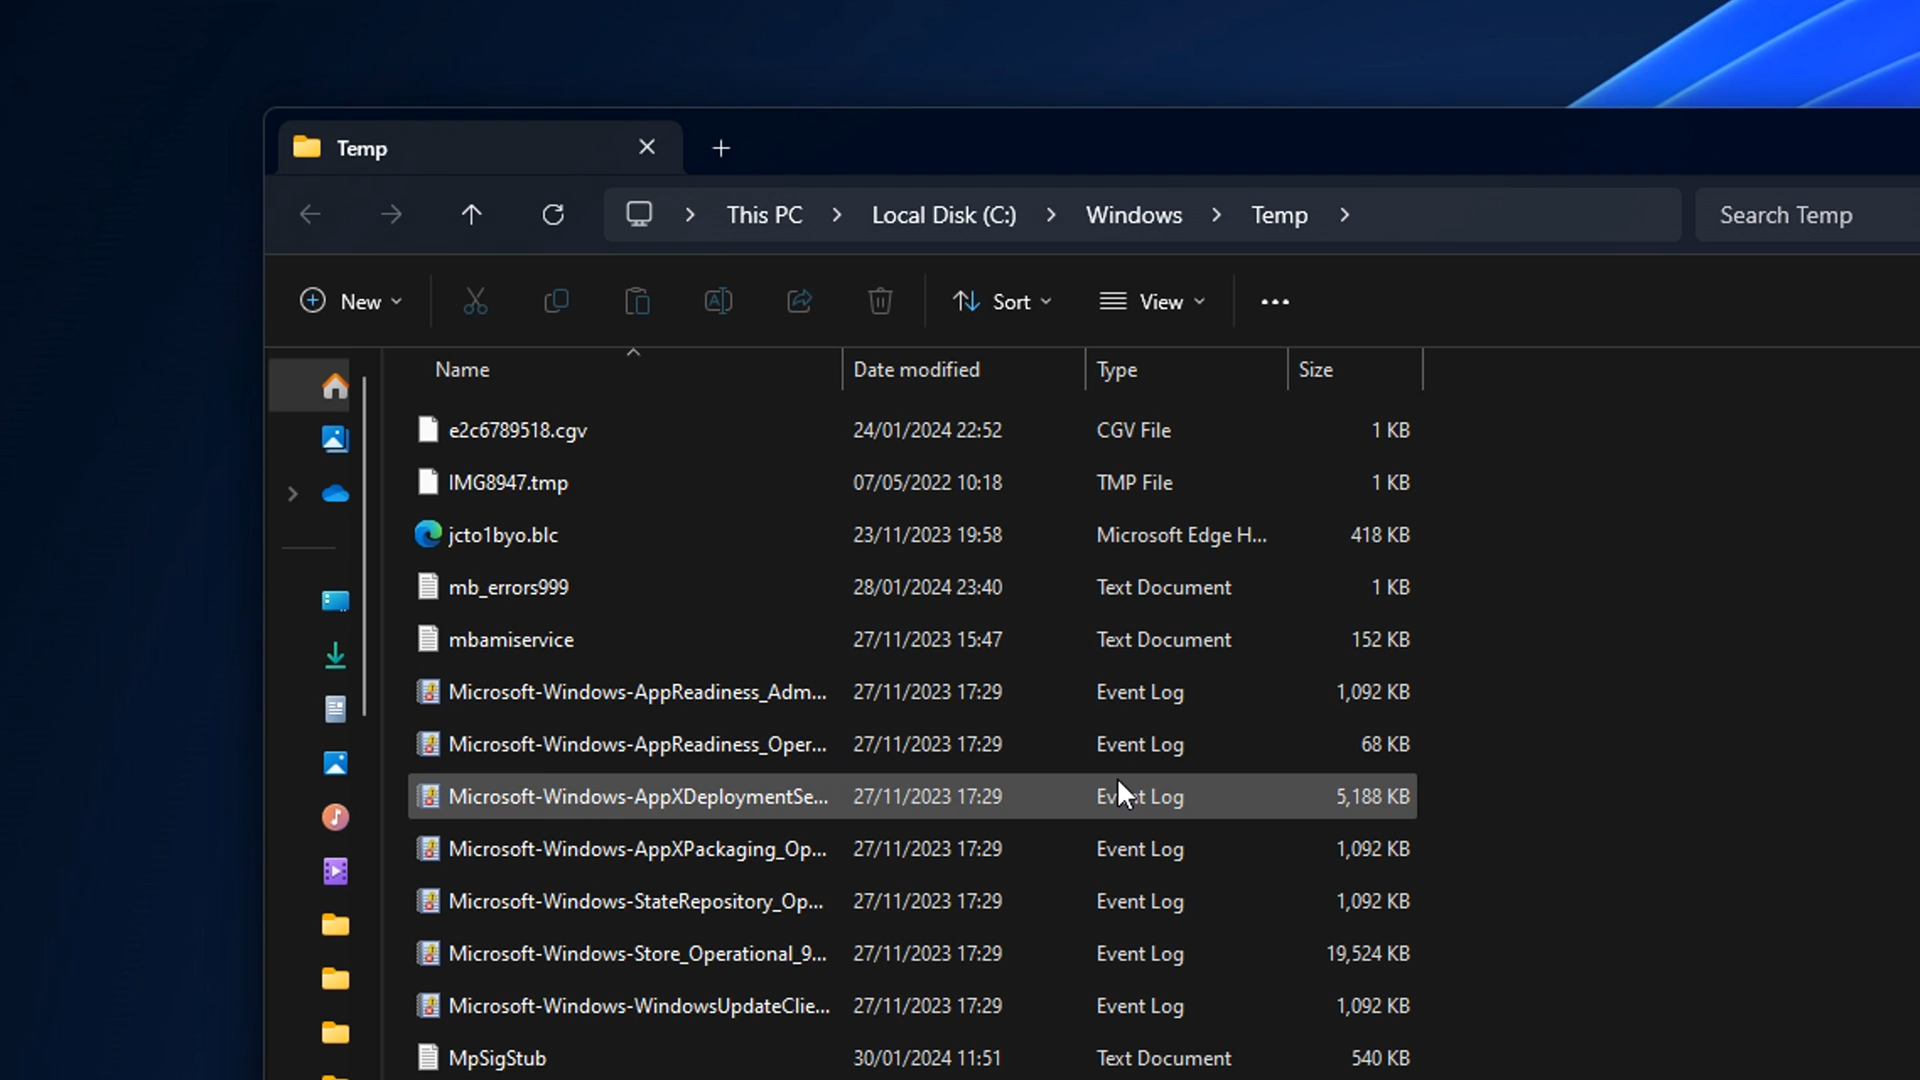 Temp
This PC > Local Disk (C:) > Windows > Temp >
Search Temp
New
Sort
View
Name Date modified Type Size
e2c6789518.cgv 24/01/2024 22:52 CGV File 1 KB
IMG8947.tmp 07/05/2022 10:18 TMP File 1 KB
jcto1byo.blc 23/11/2023 19:58 Microsoft Edge H... 418 KB
mb_errors999 28/01/2024 23:40 Text Document 1 KB
mbamiservice 27/11/2023 15:47 Text Document 152 KB
Microsoft-Windows-AppReadiness_Adm... 27/11/2023 17:29 Event Log 1,092 KB
Microsoft-Windows-AppReadiness_Oper... 27/11/2023 17:29 Event Log 68 KB
Microsoft-Windows-AppXDeploymentSe... 27/11/2023 17:29 Event Log 5,188 KB
Microsoft-Windows-AppXPackaging_Op... 27/11/2023 17:29 Event Log 1,092 KB
Microsoft-Windows-StateRepository_Op... 27/11/2023 17:29 Event Log 1,092 KB
Microsoft-Windows-Store_Operational_9... 27/11/2023 17:29 Event Log 19,524 KB
Microsoft-Windows-WindowsUpdateClie... 27/11/2023 17:29 Event Log 1,092 KB
MpSigStub 30/01/2024 11:51 Text Document 540 KB